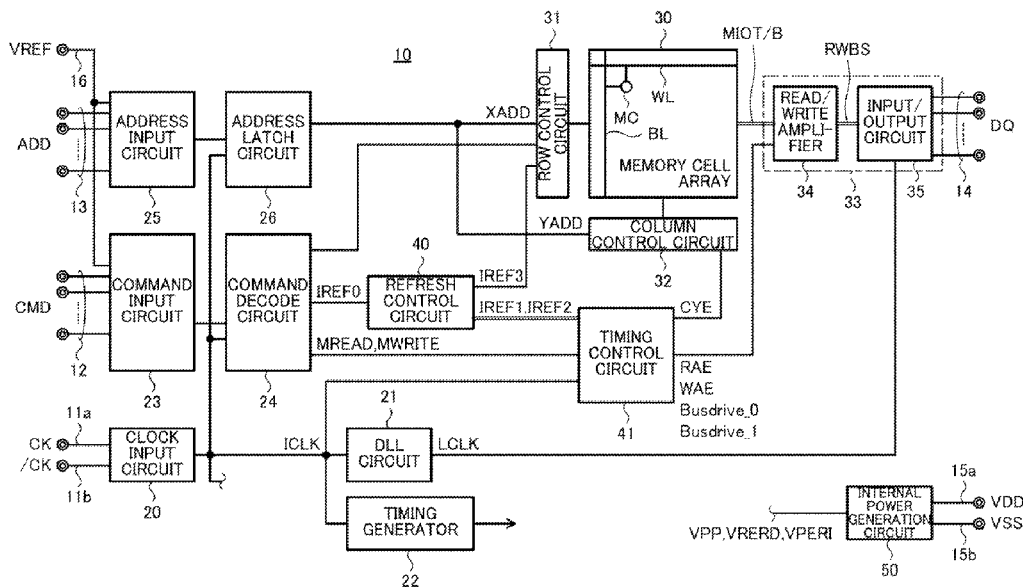 31
30
MIOT/B
RWBS
VREF
16
10
ADD
13
ADDRESS
INPUT
CIRCUIT
25
ADDRESS
LATCH
CIRCUIT
26
XADD
ROW CONTROL
CIRCUIT
MC
WL
BL
MEMORY CELL
ARRAY
READ/
WRITE
AMPLI-
FIER
34
INPUT/
OUTPUT
CIRCUIT
35
33
DQ
14
YADD
COLUMN
CONTROL CIRCUIT
32
CMD
12
COMMAND
INPUT
CIRCUIT
23
COMMAND
DECODE
CIRCUIT
24
IREF0
40
REFRESH
CONTROL
CIRCUIT
IREF3
IREF1,IREF2
MREAD,MWRITE
TIMING
CONTROL
CIRCUIT
41
CYE
RAE
WAE
Busdrive_0
Busdrive_1
11a
CK
/CK
11b
CLOCK
INPUT
CIRCUIT
20
ICLK
21
DLL
CIRCUIT
LCLK
TIMING
GENERATOR
22
VPP,VRERD,VPERI
INTERNAL
POWER
GENERATION
CIRCUIT
50
15a
VDD
VSS
15b